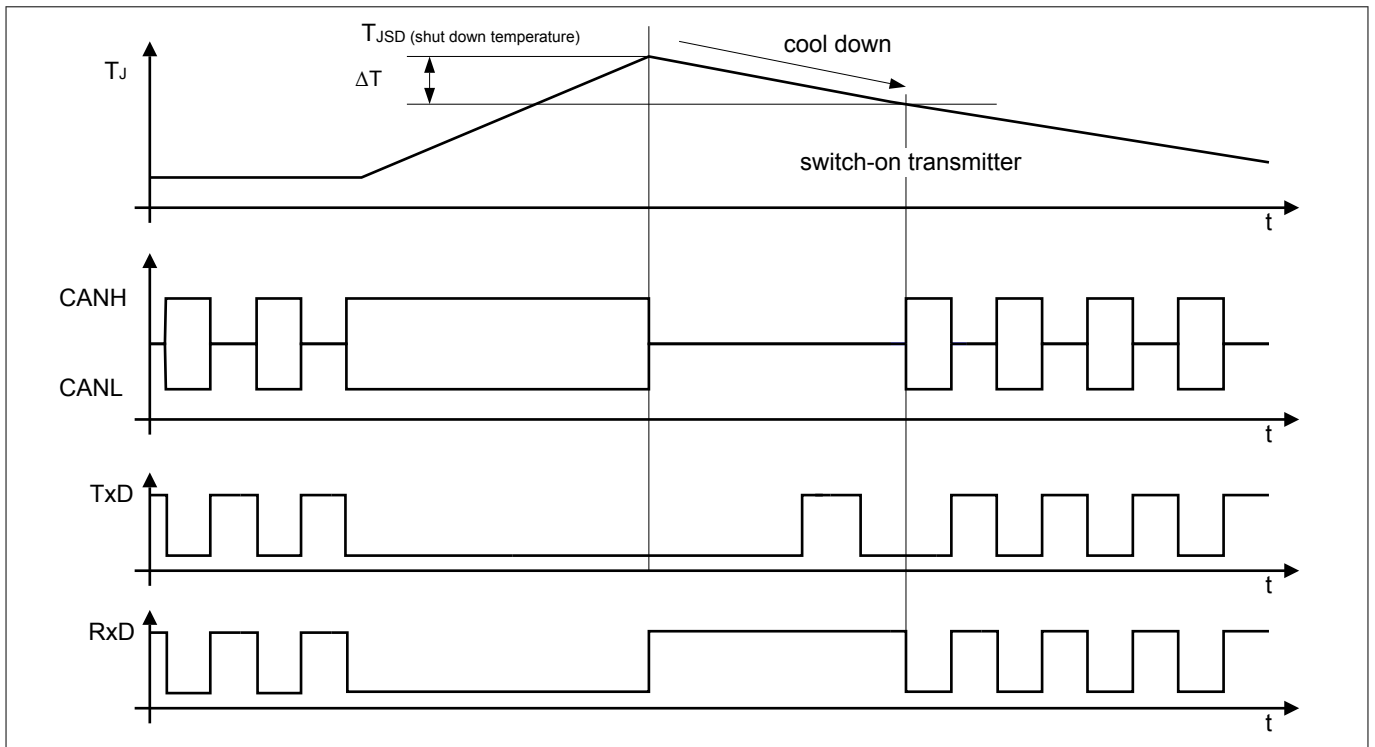 TJSD (shut down temperature)
cool down
TJ
ΔT
switch-on transmitter
t
CANH
CANL
t
TxD
t
RxD
t